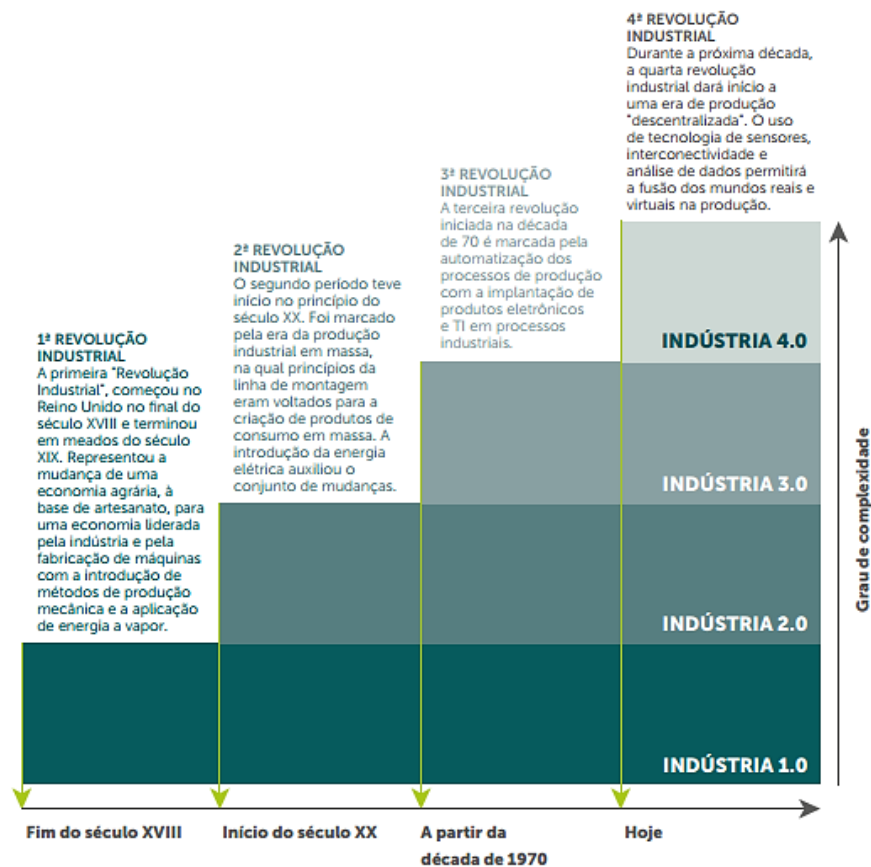 4ª REVOLUÇÃO
INDUSTRIAL
Durante a próxima década,
a quarta revolução
industrial dará início a
uma era de produção
"descentralizada". O uso
de tecnologia de sensores,
interconectividade e
análise de dados permitirá
a fusão dos mundos reais e
virtuais na produção.
3ª REVOLUÇÃO
INDUSTRIAL
A terceira revolução
iniciada na década
de 70 é marcada pela
automatização dos
processos de produção
com a implantação de
produtos eletrônicos
e TI em processos
industriais.
2ª REVOLUÇÃO
INDUSTRIAL
O segundo período teve
início no princípio do
século XX. Foi marcado
pela era da produção
industrial em massa,
na qual princípios da
linha de montagem
eram voltados para a
criação de produtos de
consumo em massa. A
introdução da energia
elétrica auxiliou o
conjunto de mudanças.
1ª REVOLUÇÃO
INDUSTRIAL
A primeira "Revolução
Industrial", começou no
Reino Unido no final do
século XVIII e terminou
em meados do século
XIX. Representou a
mudança de uma
economia agrária, à
base de artesanato, para
uma economia liderada
pela indústria e pela
fabricação de máquinas
com a introdução de
métodos de produção
mecânica e a aplicação
de energia a vapor.
INDÚSTRIA 4.0
INDÚSTRIA 3.0
INDÚSTRIA 2.0
INDÚSTRIA 1.0
Grau de complexidade
Fim do século XVIII
Início do século XX
A partir da
década de 1970
Hoje